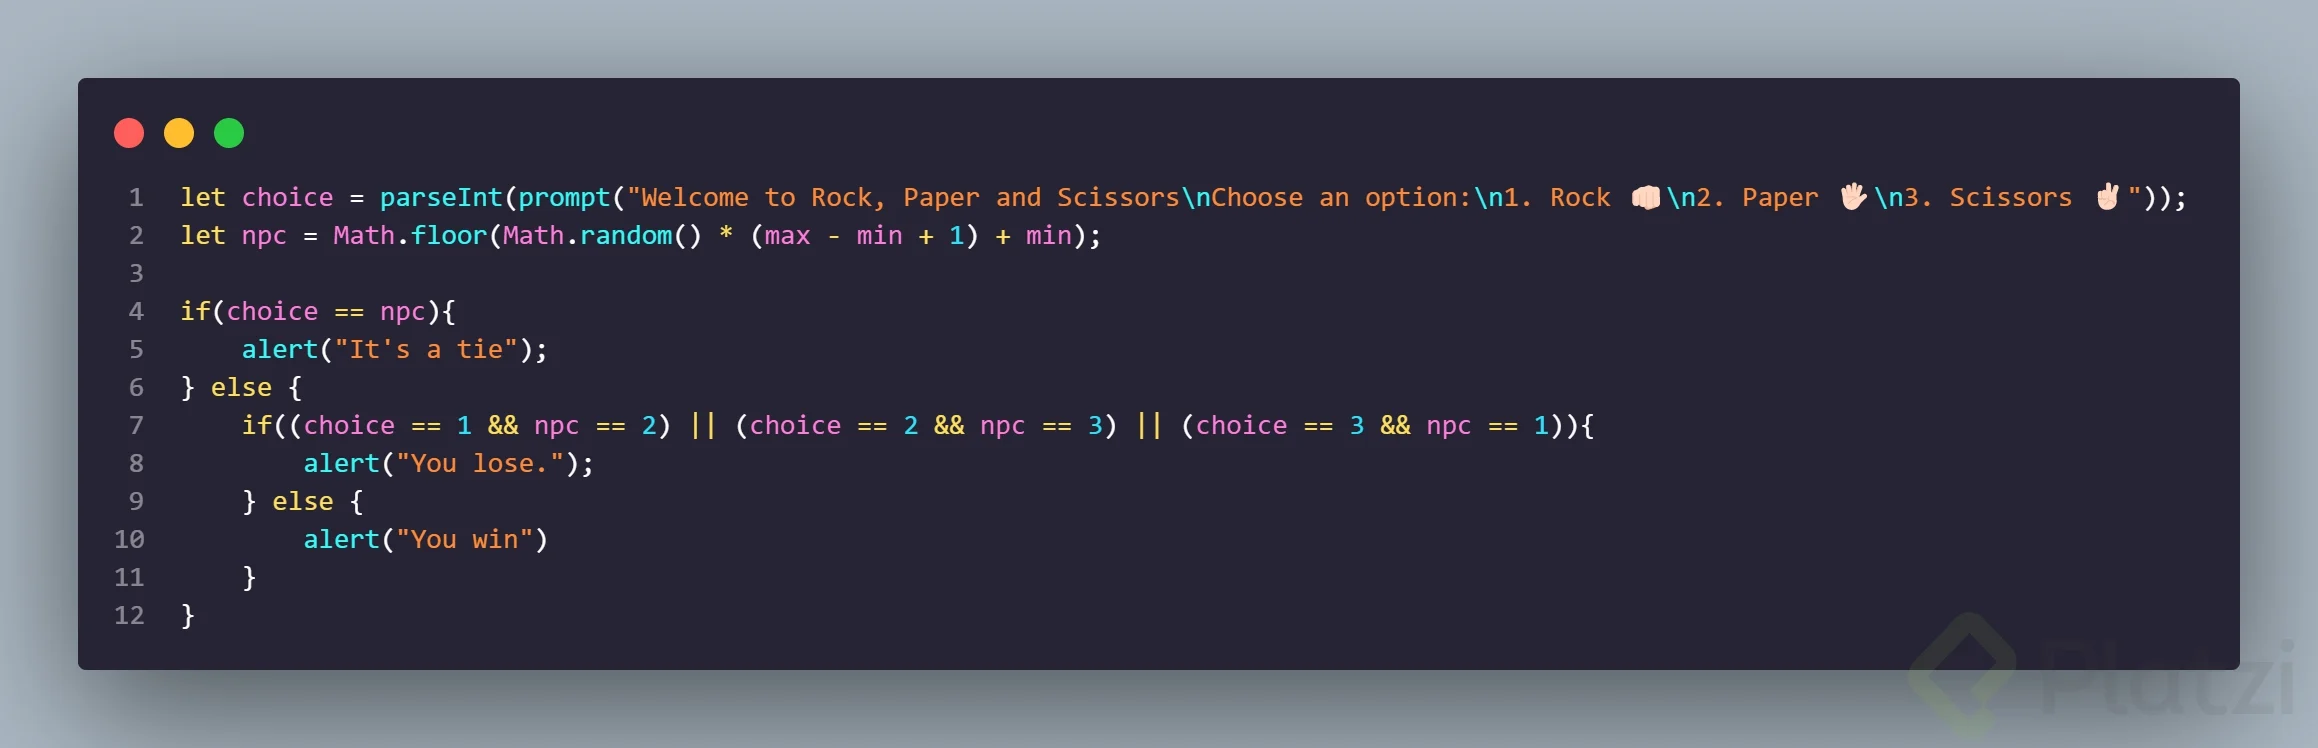 1 let choice = parseInt(prompt("Welcome to Rock, Paper and Scissors\nChoose an option:\n1. Rock 👊🏻\n2. Paper 🖐🏻\n3. Scissors ✌🏻"));
2 let npc = Math.floor(Math.random() * (max - min + 1) + min);
3
4 if(choice == npc){
5     alert("It's a tie");
6 } else {
7     if((choice == 1 && npc == 2) || (choice == 2 && npc == 3) || (choice == 3 && npc == 1)){
8         alert("You lose.");
9     } else {
10         alert("You win")
11     }
12 }
Platzi